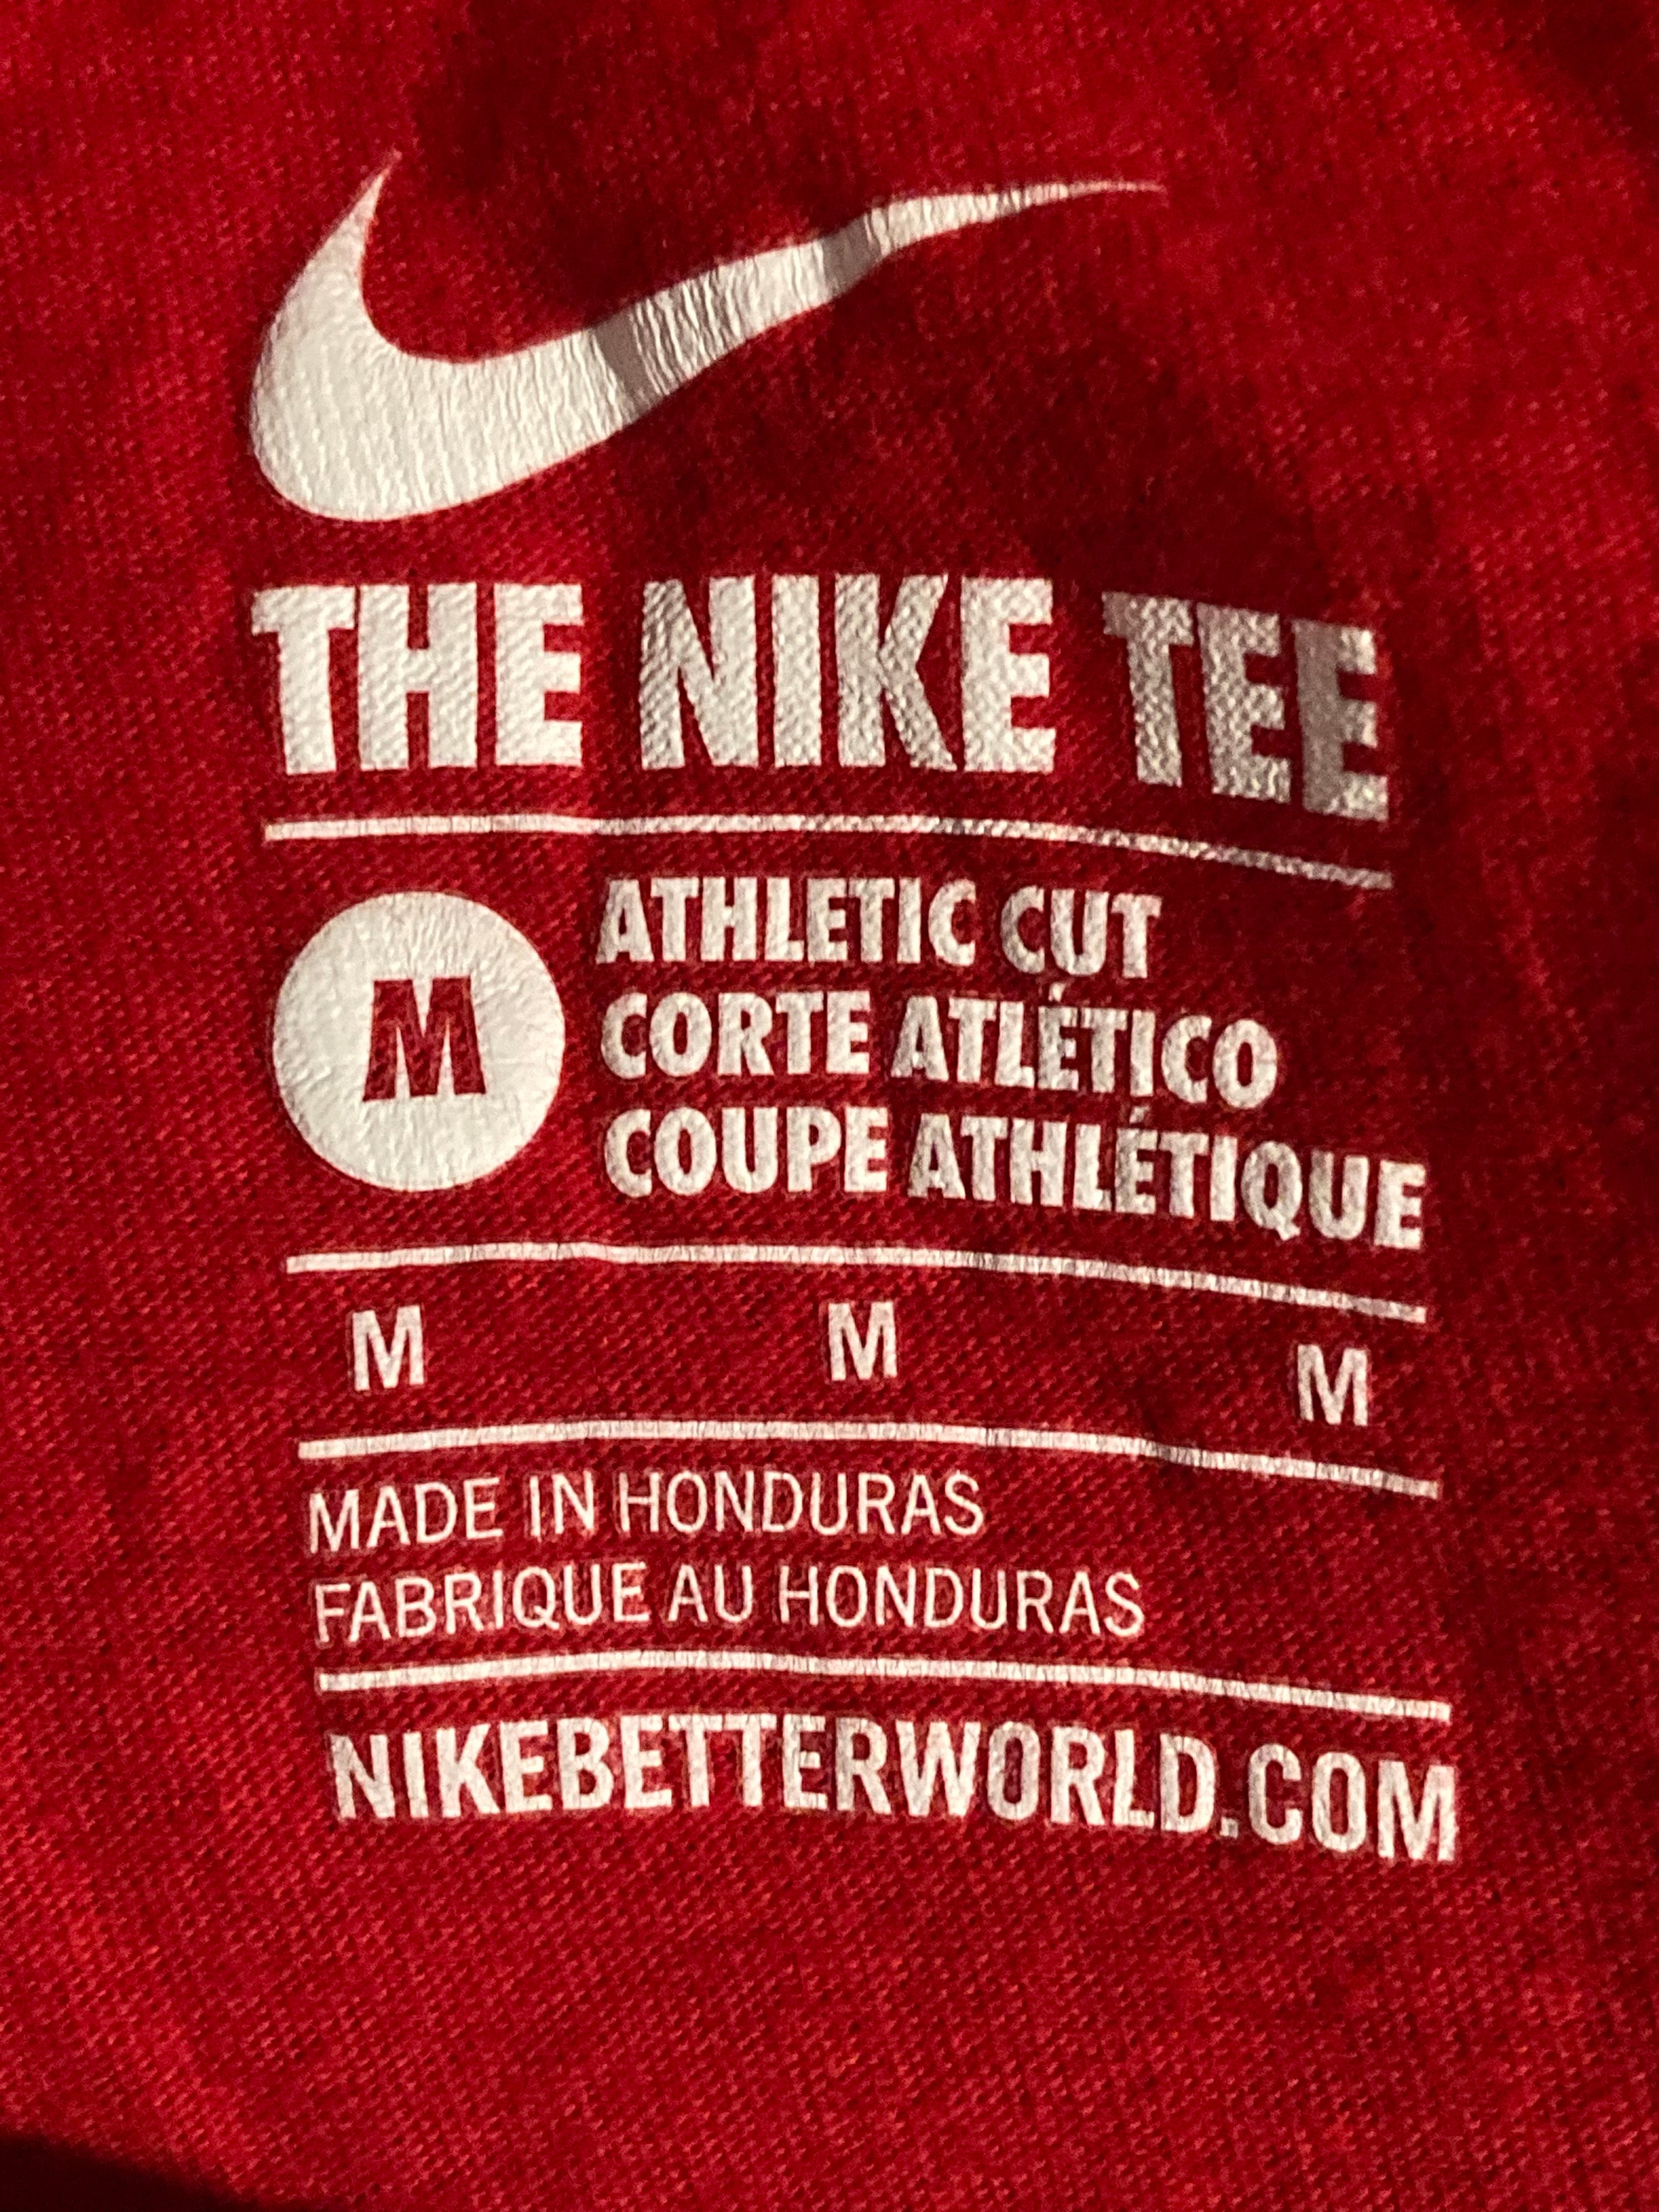 THE NIKE TEE
M
ATHLETIC CUT
CORTE ATLÉTICO
COUPE ATHLÉTIQUE
M M M
MADE IN HONDURAS
FABRIQUE AU HONDURAS
NIKEBETTERWORLD.COM